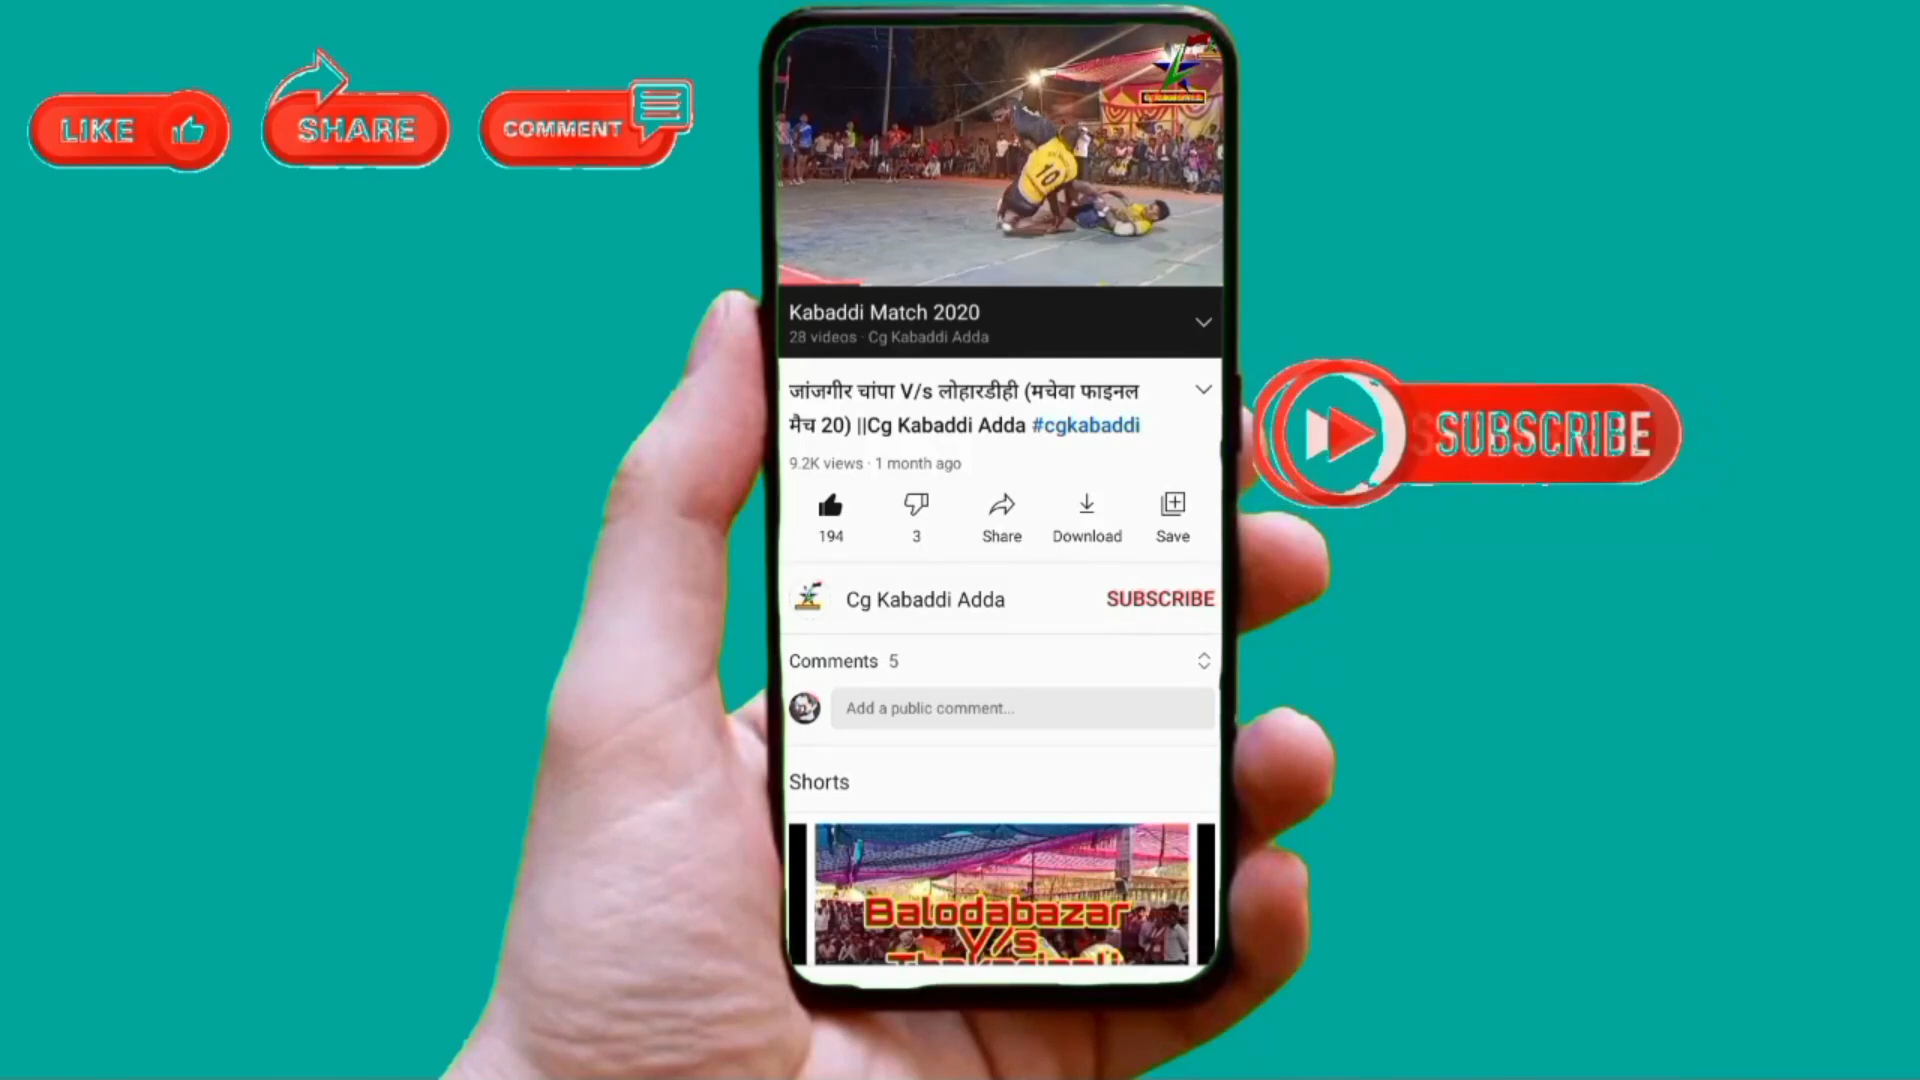 LIKE
SHARE
COMMENT
Kabaddi Match 2020
28 videos · Cg Kabaddi Adda
जांजगीर चांपा V/s लोहारडीही (मचेवा फाइनल
मैच 20) ||Cg Kabaddi Adda #cgkabaddi
9.2K views · 1 month ago
194
3
Share
Download
Save
Cg Kabaddi Adda
SUBSCRIBE
Comments 5
Add a public comment...
Shorts
Balodabazar
V/s
SUBSCRIBE
10